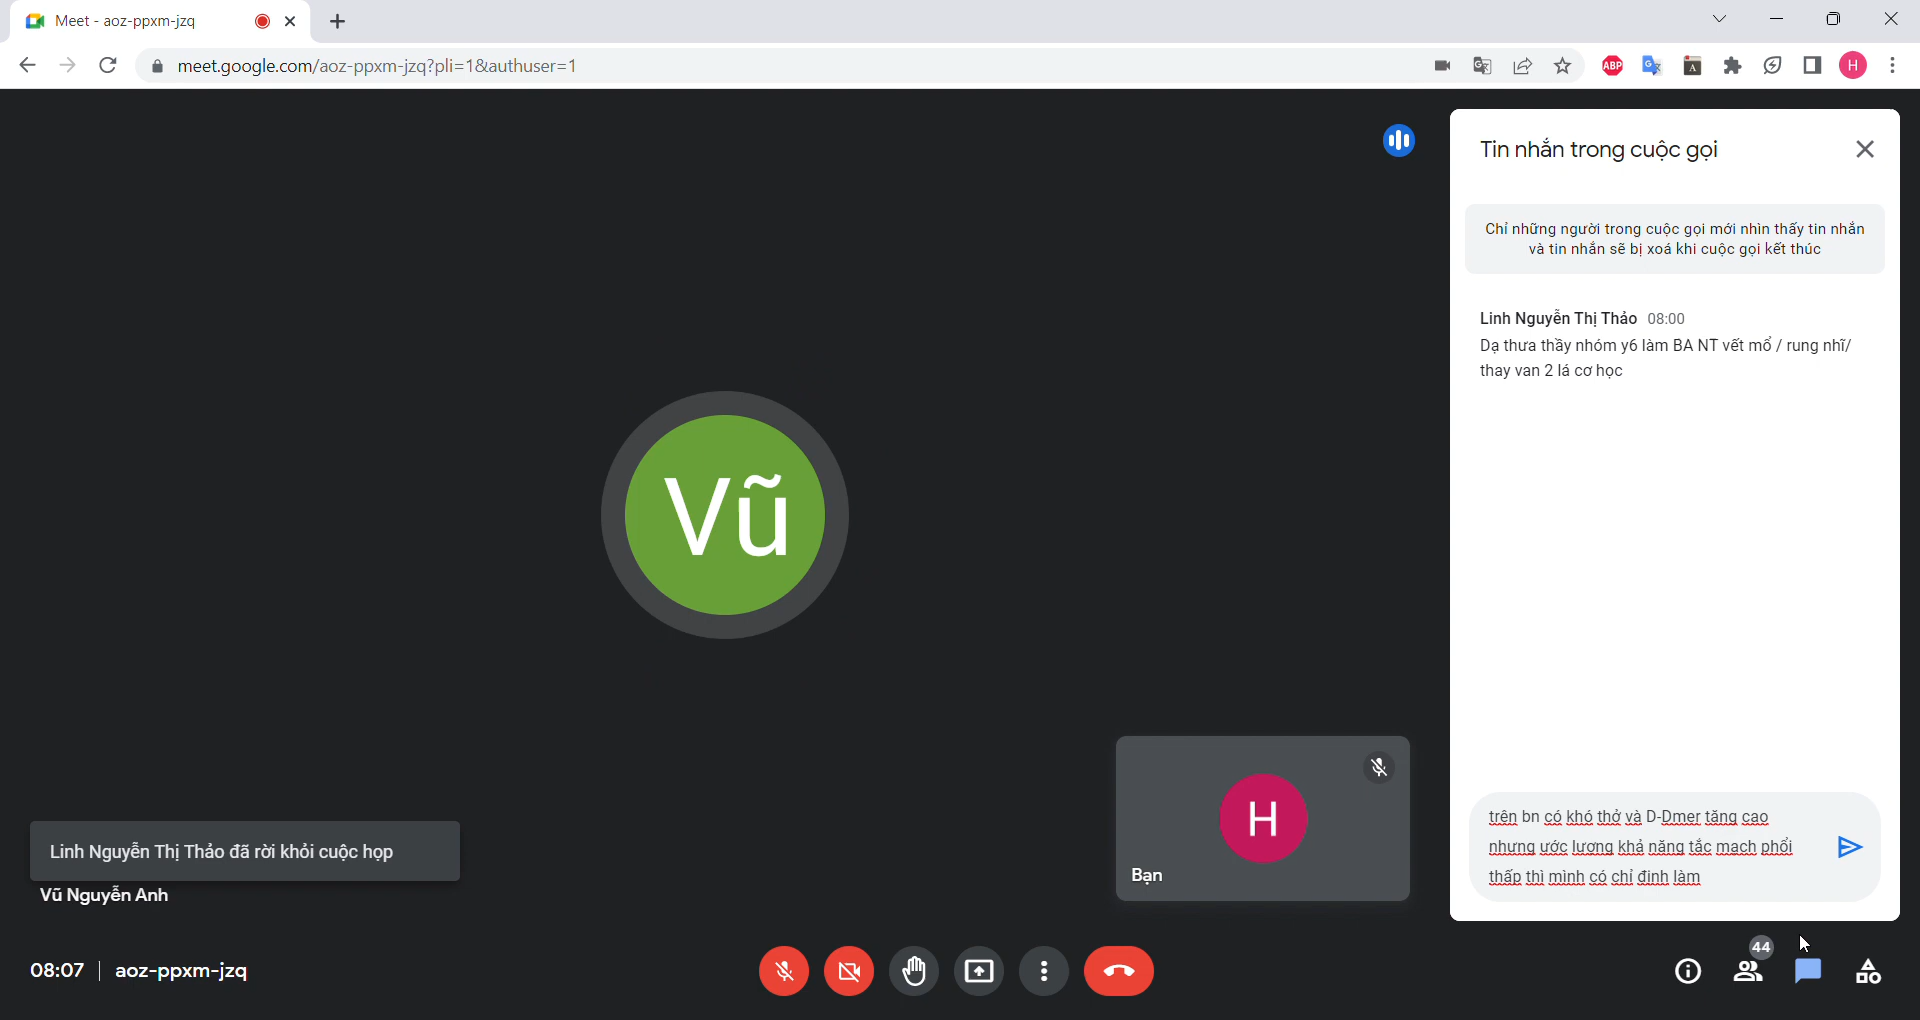 Meet - aoz-ppxm-jzq
meet.google.com/aoz-ppxm-jzq?pli=1&authuser=1
ABP
G
A
H
Tin nhắn trong cuộc gọi
Chỉ những người trong cuộc gọi mới nhìn thấy tin nhắn
và tin nhắn sẽ bị xoá khi cuộc gọi kết thúc
Linh Nguyễn Thị Thảo 08:00
Dạ thưa thầy nhóm y6 làm BA NT vết mổ / rung nhĩ/
thay van 2 lá cơ học
Vũ
H
Bạn
trên bn có khó thở và D-Dmer tăng cao
nhưng ước lượng khả năng tắc mạch phổi
thấp thì mình có chỉ định làm
Linh Nguyễn Thị Thảo đã rời khỏi cuộc họp
Vũ Nguyễn Anh
08:07 | aoz-ppxm-jzq
44